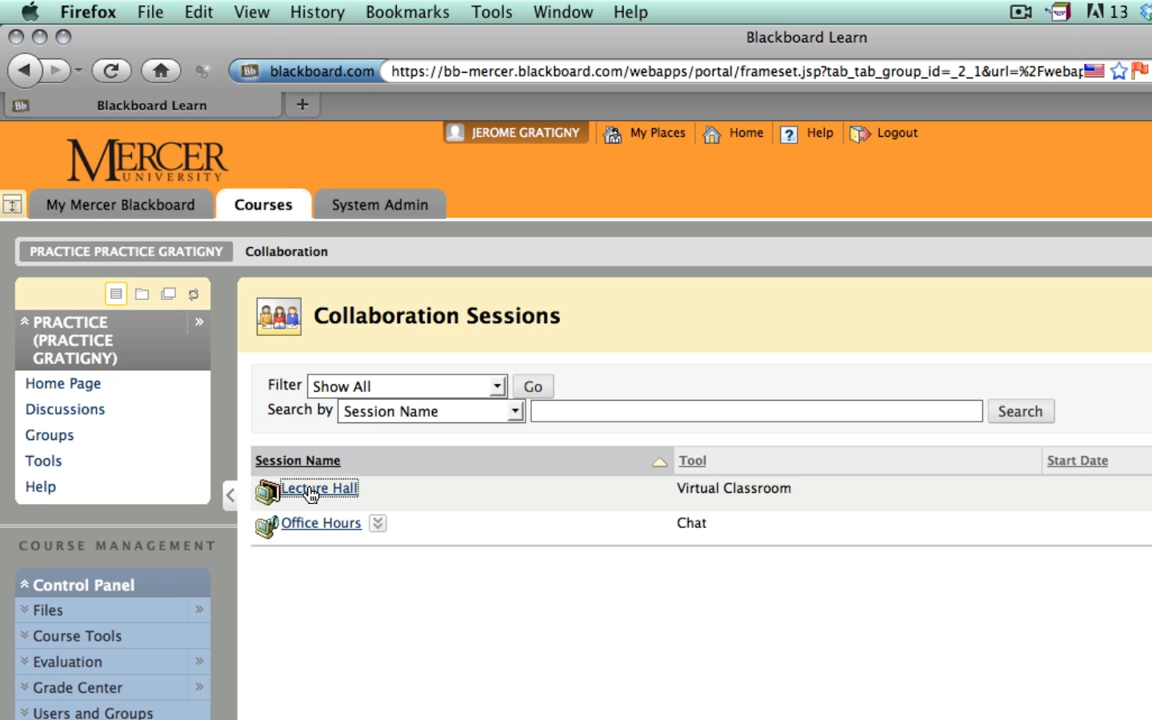 Firefox File Edit View History Bookmarks Tools Window Help 13
Blackboard Learn
Bb blackboard.com https://bb-mercer.blackboard.com/webapps/portal/frameset.jsp?tab_tab_group_id=_2_1&url=%2Fwebap
Bb Blackboard Learn +
JEROME GRATIGNY My Places Home ? Help Logout
MERCER
UNIVERSITY
My Mercer Blackboard Courses System Admin
PRACTICE PRACTICE GRATIGNY Collaboration
PRACTICE
(PRACTICE
GRATIGNY)
Home Page
Discussions
Groups
Tools
Help
COURSE MANAGEMENT
Control Panel
Files
Course Tools
Evaluation
Grade Center
Users and Groups
Collaboration Sessions
Filter Show All Go
Search by Session Name Search
Session Name Tool Start Date
Lecture Hall Virtual Classroom
Office Hours Chat